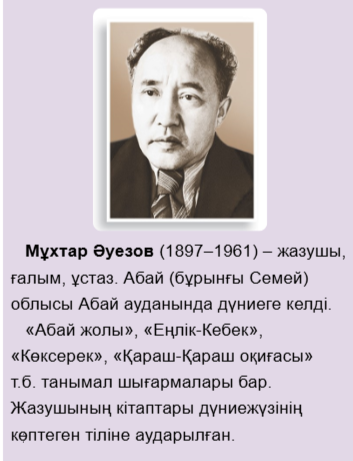 Мұхтар Әуезов (1897–1961) – жазушы,
ғалым, ұстаз. Абай (бұрынғы Семей)
облысы Абай ауданында дүниеге келді.
«Абай жолы», «Еңлік-Кебек»,
«Көксерек», «Қараш-Қараш оқиғасы»
т.б. танымал шығармалары бар.
Жазушының кітаптары дүниежүзінің
көптеген тіліне аударылған.